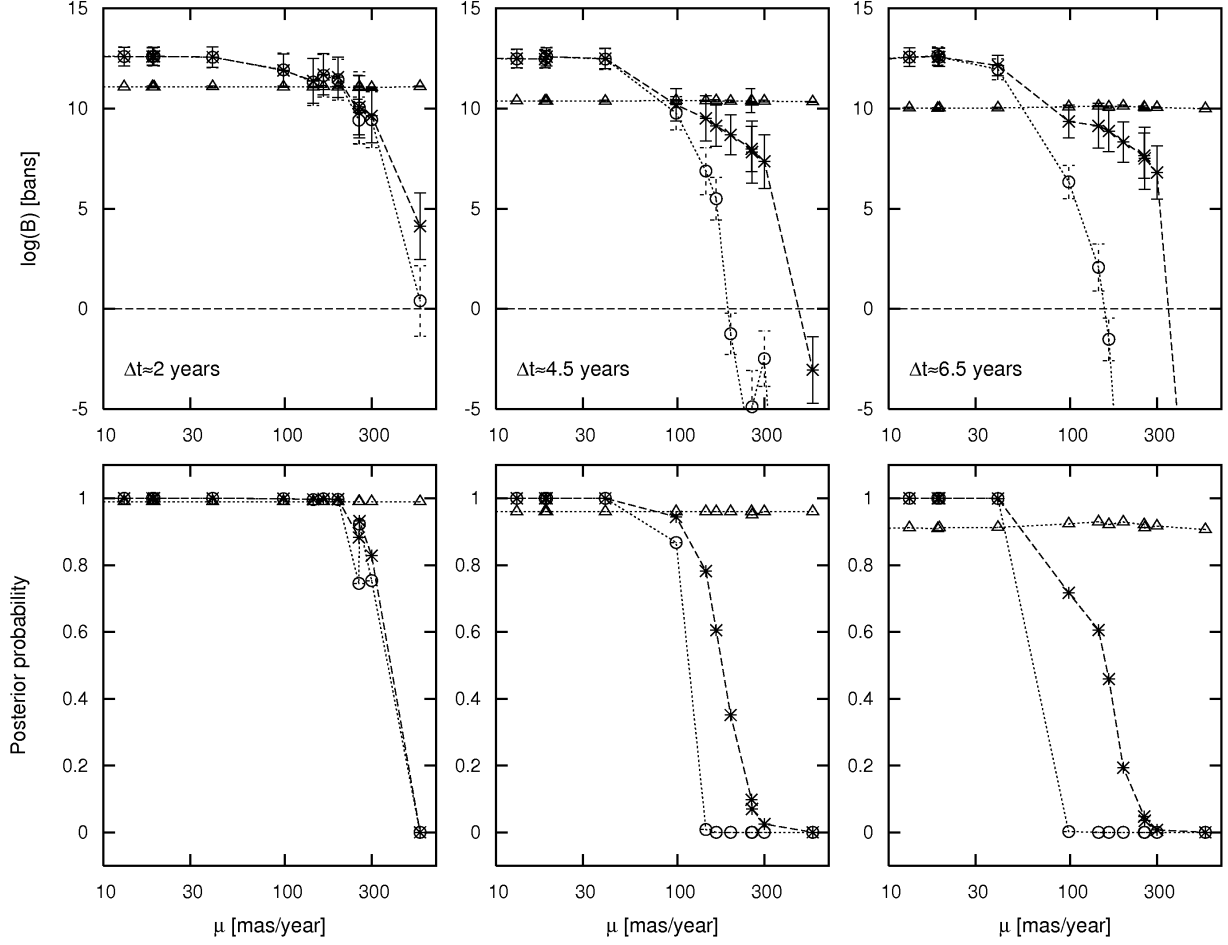 15
10
5
0
-5
log(B) [bans]
Δt≈2 years
10 30 100 300
15
10
5
0
-5
Δt≈4.5 years
10 30 100 300
15
10
5
0
-5
Δt≈6.5 years
10 30 100 300
1
0.8
0.6
0.4
0.2
0
Posterior probability
10 30 100 300
μ [mas/year]
1
0.8
0.6
0.4
0.2
0
10 30 100 300
μ [mas/year]
1
0.8
0.6
0.4
0.2
0
10 30 100 300
μ [mas/year]